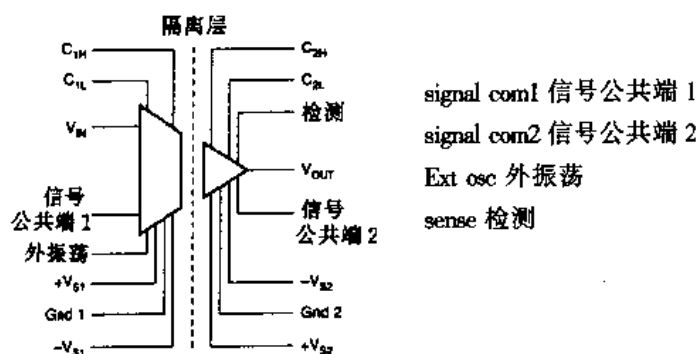 隔离层
C1H
C1L
VIN
信号
公共端 1
外振荡
+VS1
Gnd 1
-VS1
C2H
C2L
检测
VOUT
信号
公共端 2
-VS2
Gnd 2
+VS2
signal com1 信号公共端 1
signal com2 信号公共端 2
Ext osc 外振荡
sense 检测